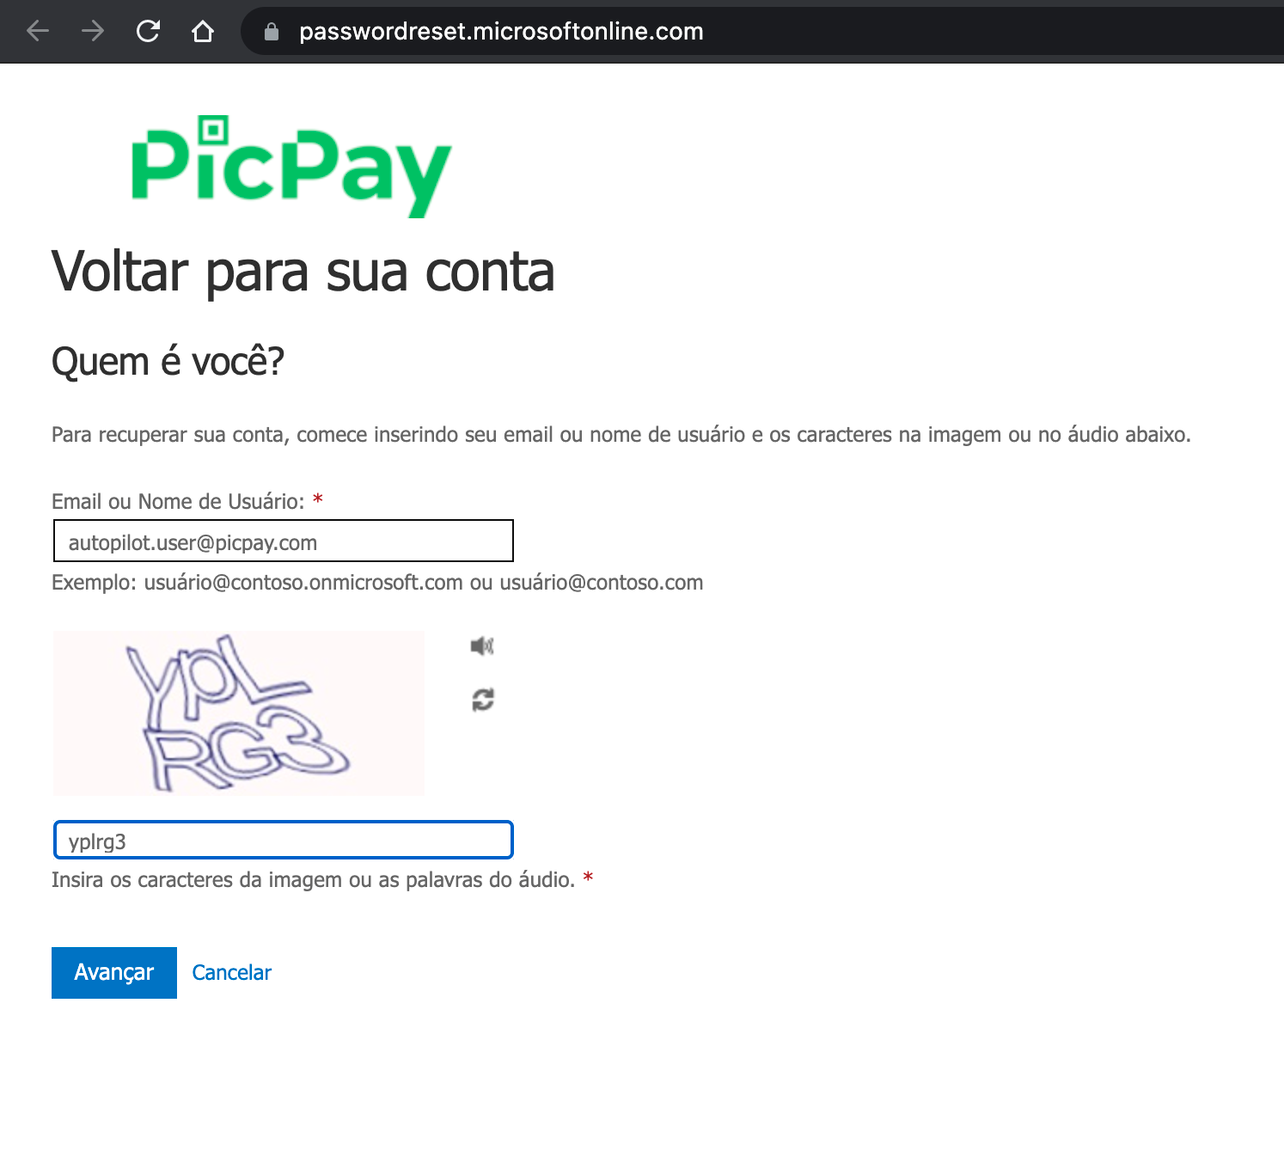 passwordreset.microsoftonline.com
PicPay
Voltar para sua conta
Quem é você?
Para recuperar sua conta, comece inserindo seu email ou nome de usuário e os caracteres na imagem ou no áudio abaixo.
Email ou Nome de Usuário: *
autopilot.user@picpay.com
Exemplo: usuário@contoso.onmicrosoft.com ou usuário@contoso.com
YpL
RG3
yplrg3
Insira os caracteres da imagem ou as palavras do áudio. *
Avançar Cancelar